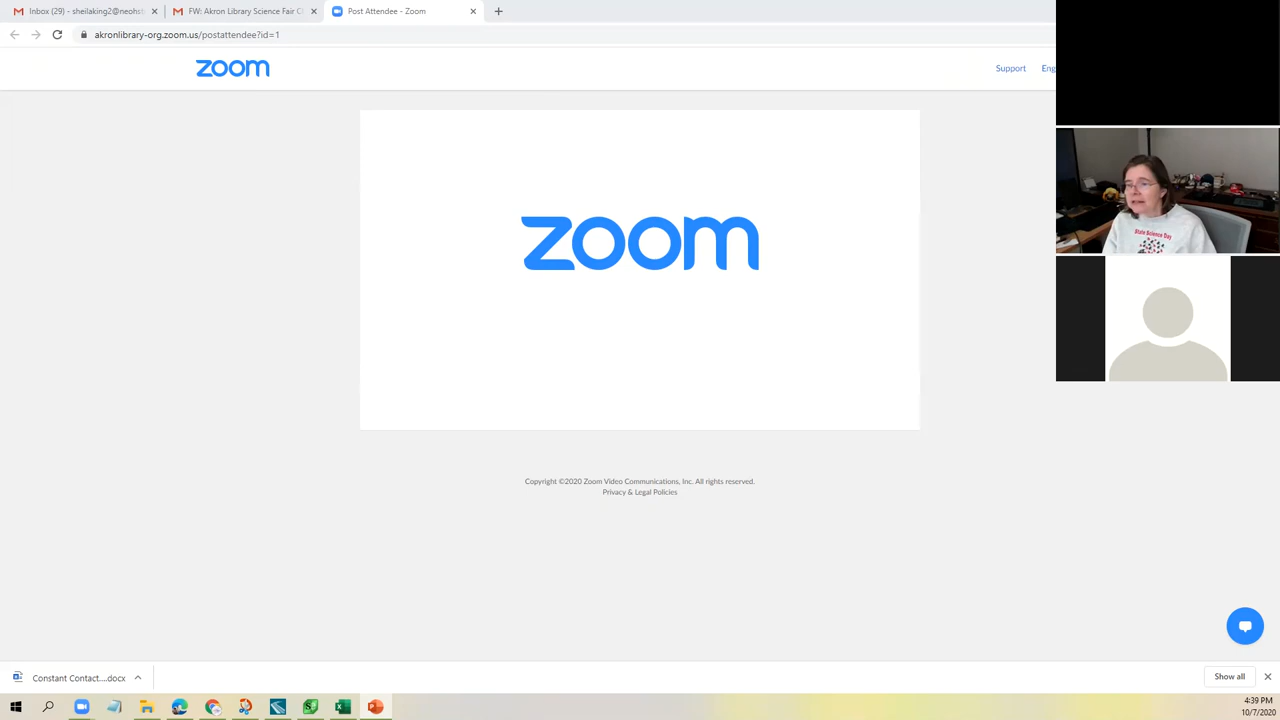 Inbox (29) - sheilaking2@neohst
FW: Akron Library Science Fair Cl
Post Attendee - Zoom
akronlibrary-org.zoom.us/postattendee?id=1
zoom
Support
Eng
zoom
State Science Day
Copyright ©2020 Zoom Video Communications, Inc. All rights reserved.
Privacy & Legal Policies
Constant Contact....docx
Show all
4:39 PM
10/7/2020